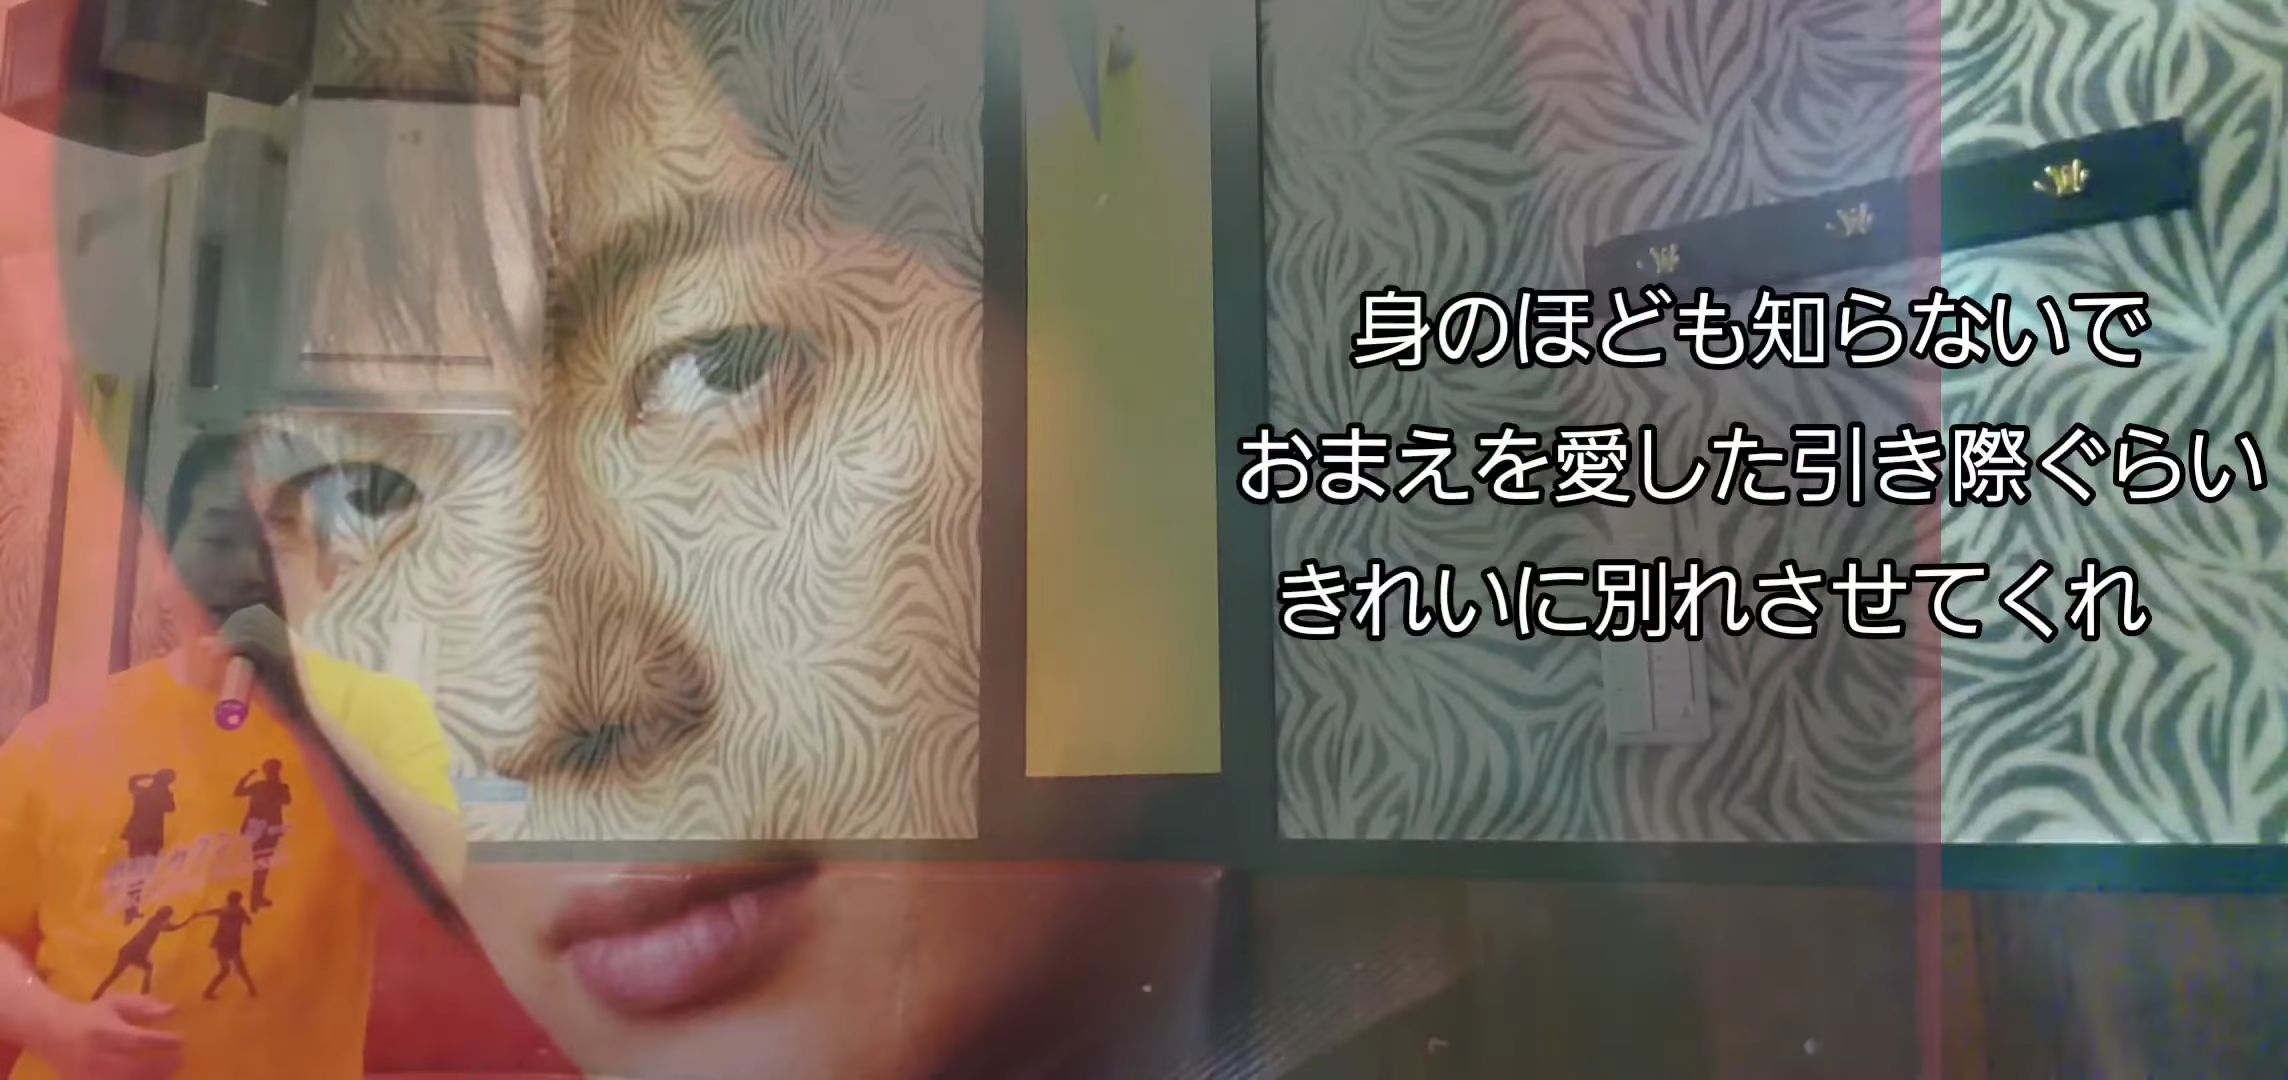 身のほども知らないで
おまえを愛した引き際ぐらい
きれいに別れさせてくれ